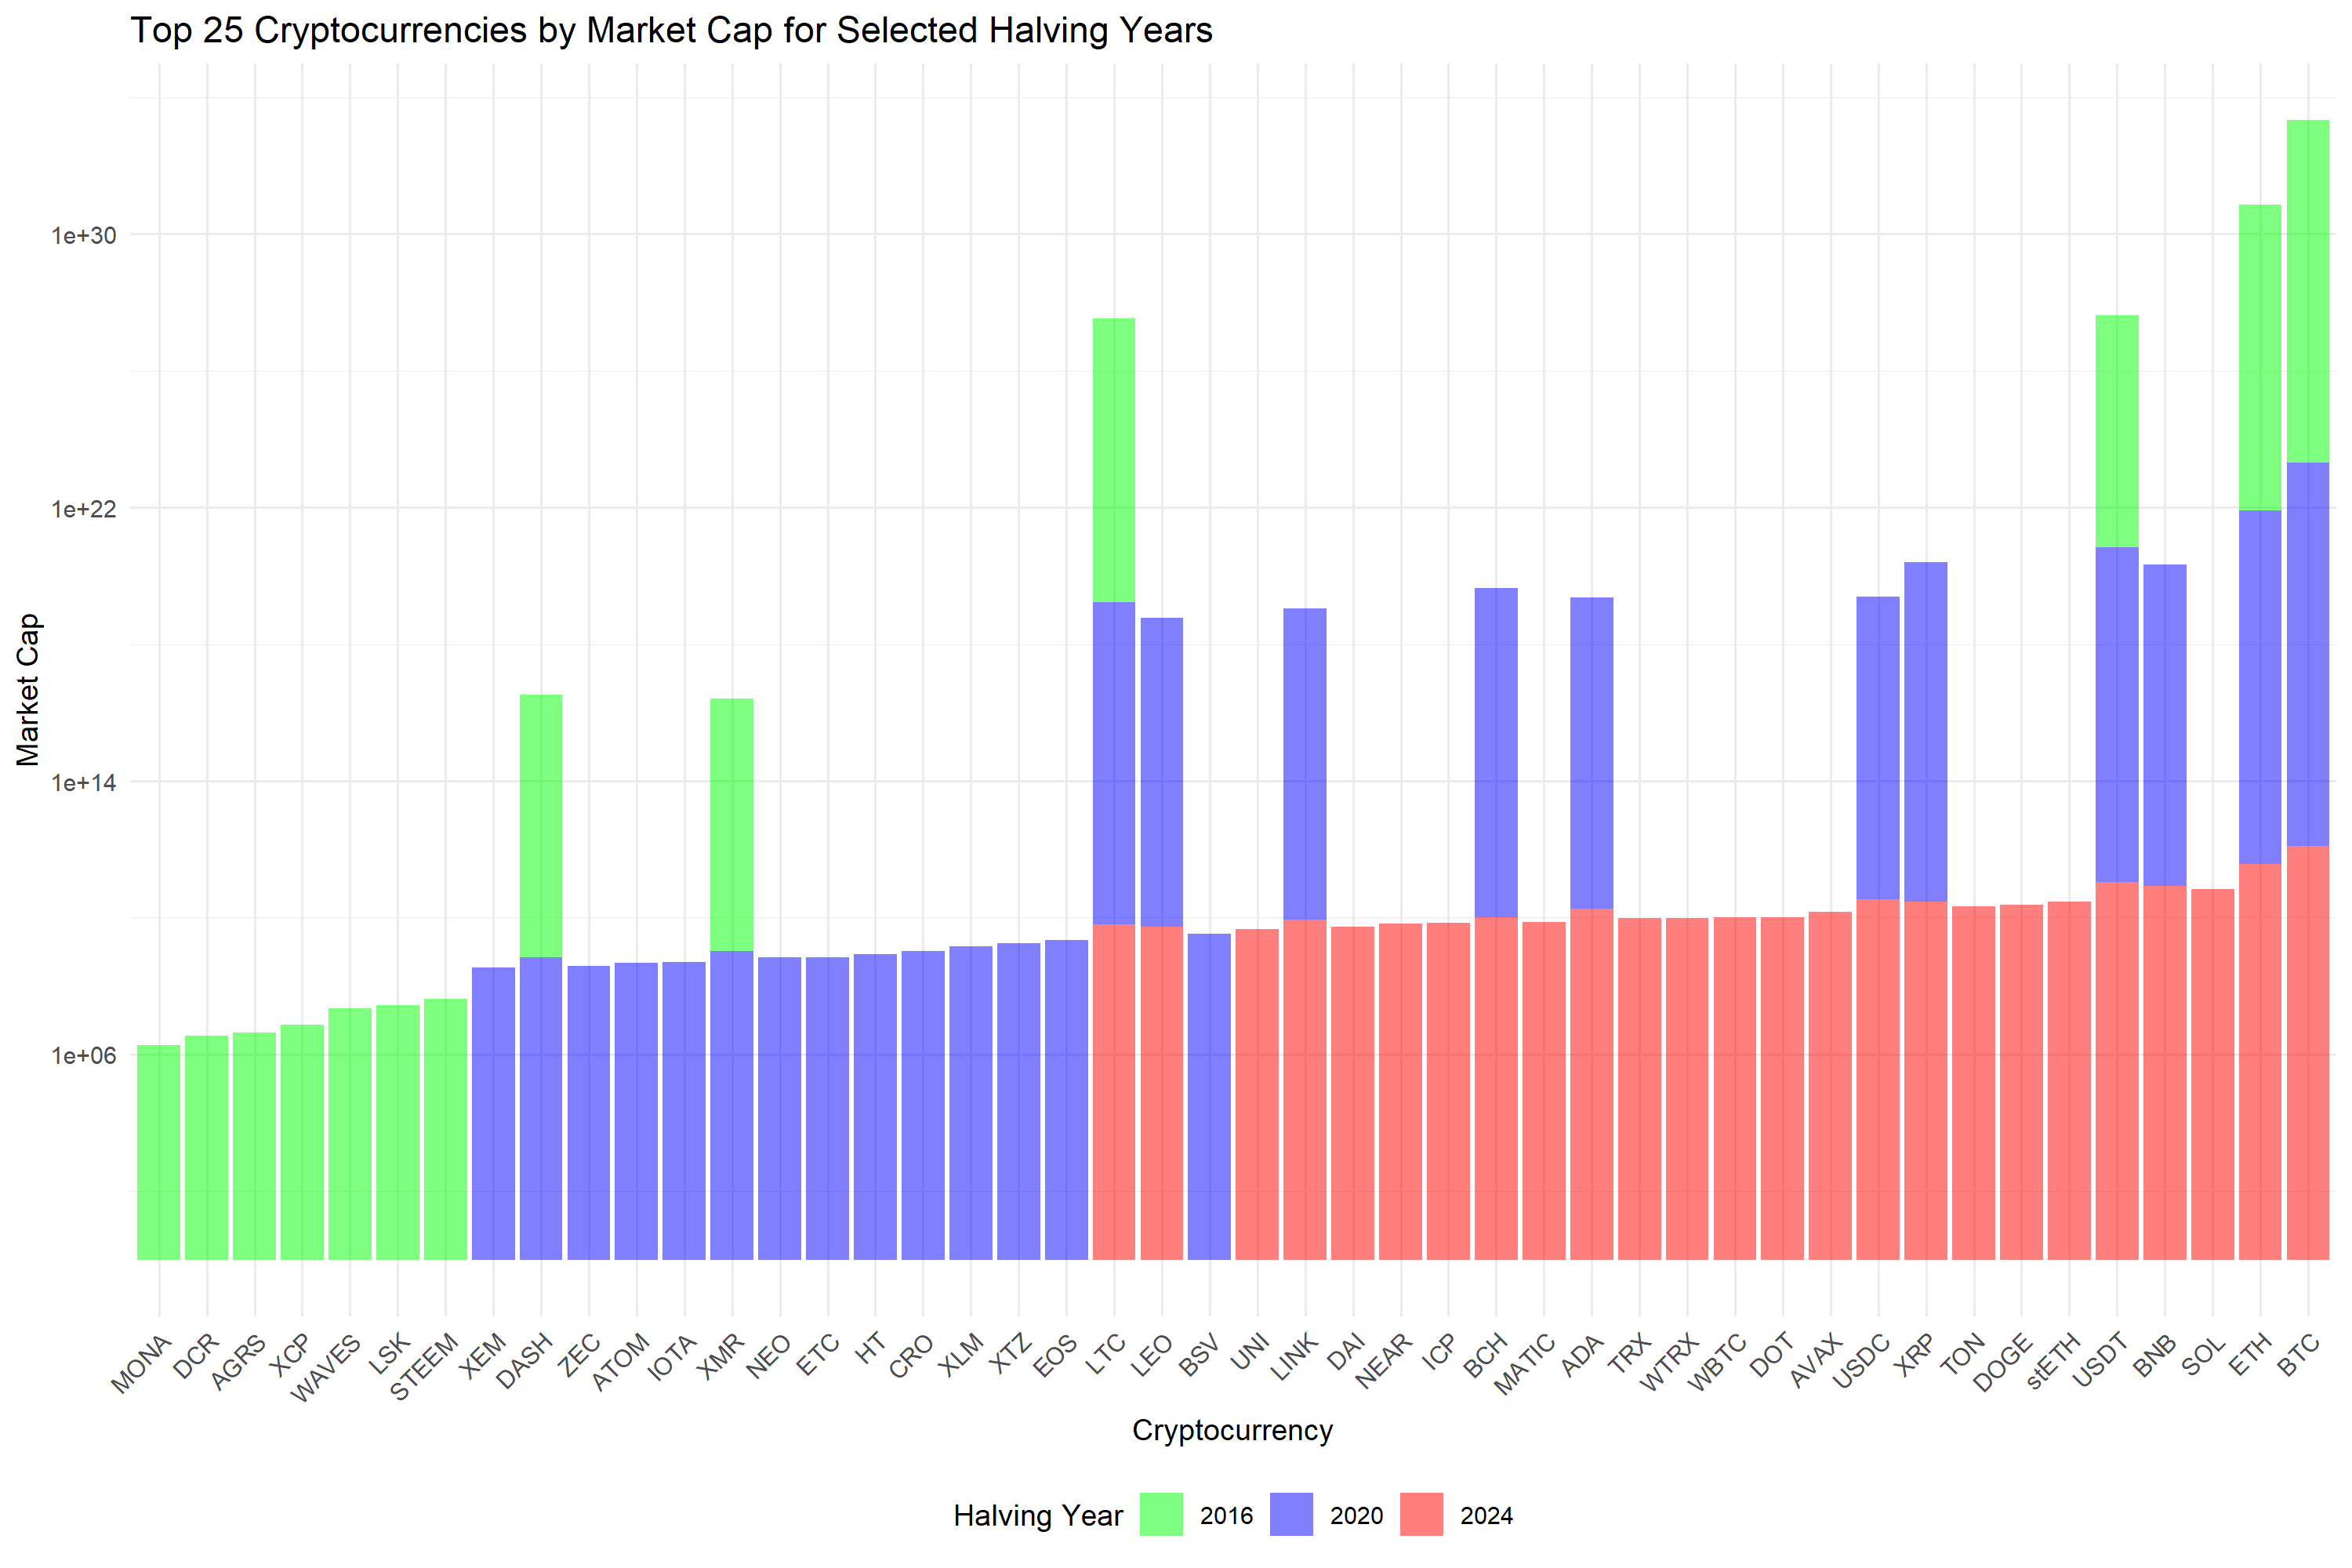 Top 25 Cryptocurrencies by Market Cap for Selected Halving Years
Market Cap
1e+30
1e+22
1e+14
1e+06
MONA
DCR
AGRS
XCP
WAVES
LSK
STEEM
XEM
DASH
ZEC
ATOM
IOTA
XMR
NEO
ETC
HT
CRO
XLM
XTZ
EOS
LTC
LEO
BSV
UNI
LINK
DAI
NEAR
ICP
BCH
MATIC
ADA
TRX
WTRX
WBTC
DOT
AVAX
USDC
XRP
TON
DOGE
stETH
USDT
BNB
SOL
ETH
BTC
Cryptocurrency
Halving Year 2016 2020 2024